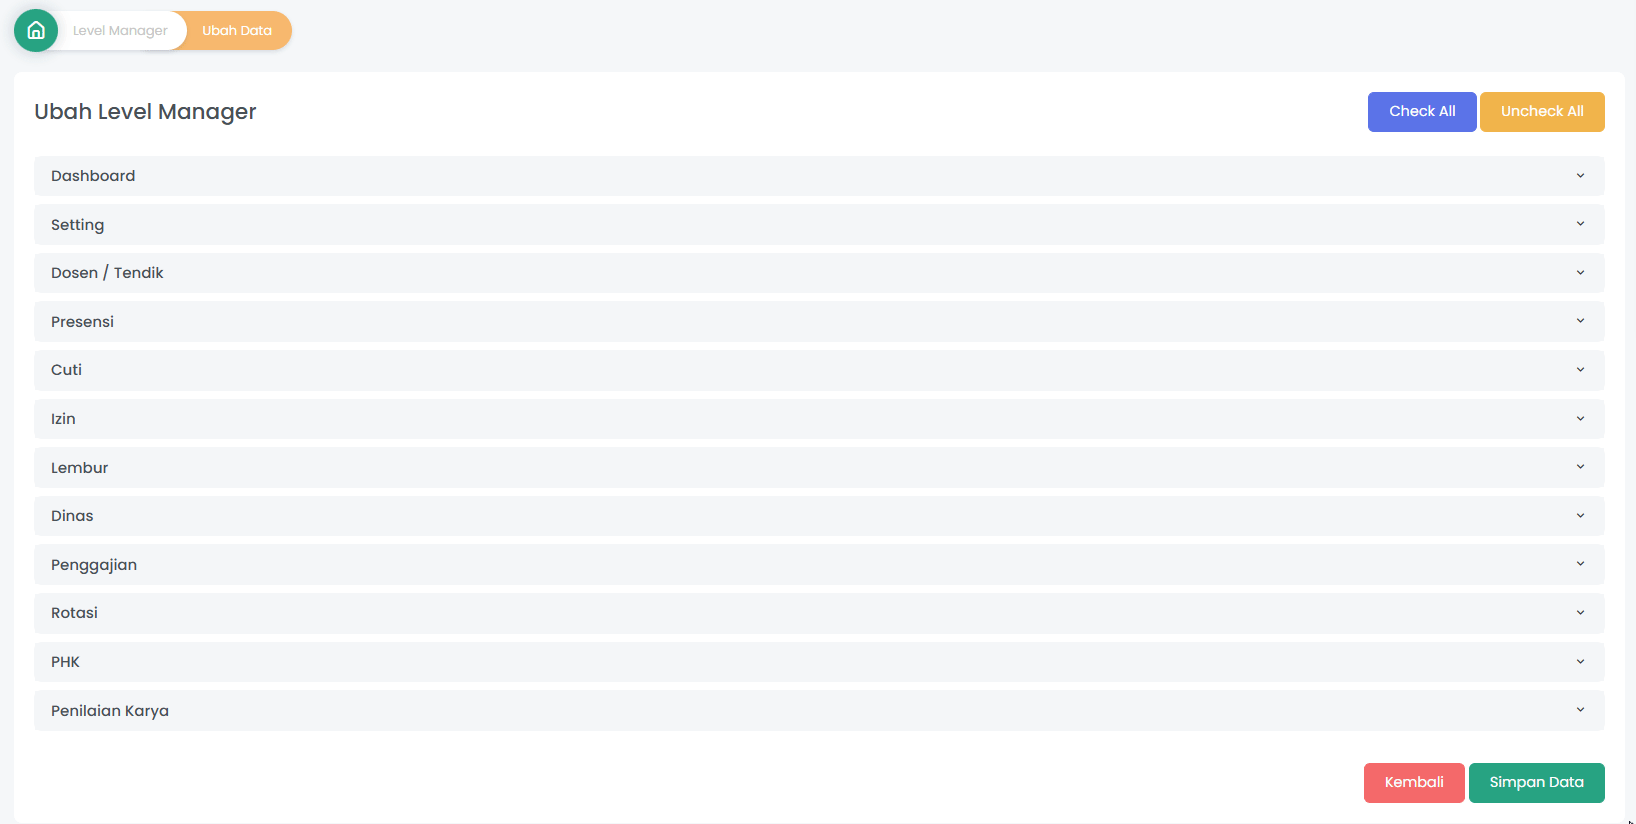 Level Manager
Ubah Data
Ubah Level Manager
Check All
Uncheck All
Dashboard
Setting
Dosen / Tendik
Presensi
Cuti
Izin
Lembur
Dinas
Penggajian
Rotasi
PHK
Penilaian Karya
Kembali
Simpan Data